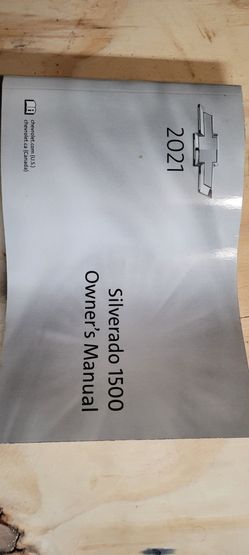 2021
Silverado 1500
Owner's Manual
chevrolet.com (U.S.)
chevrolet.ca (Canada)